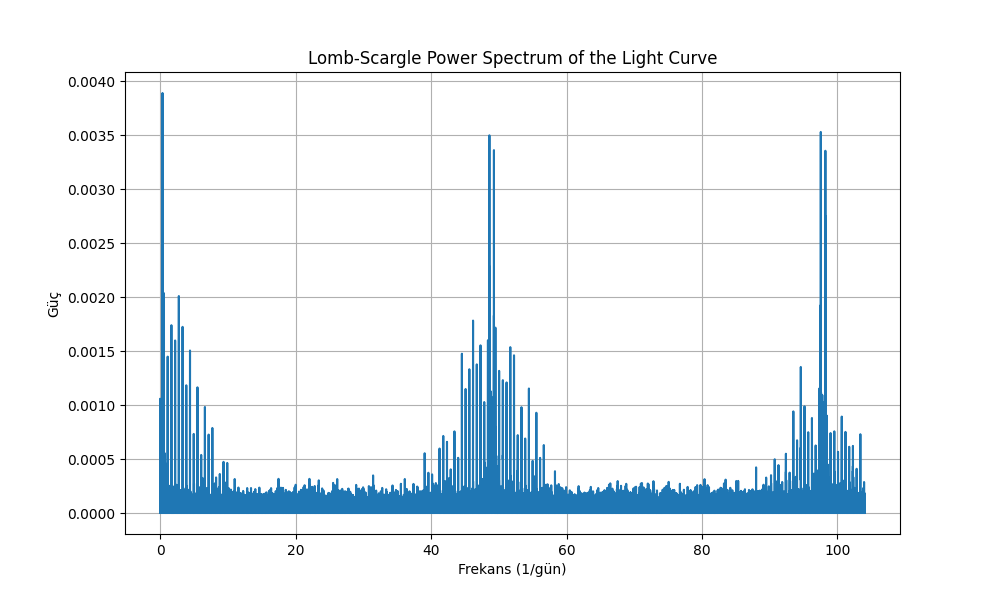 Lomb-Scargle Power Spectrum of the Light Curve
0.0040
0.0035
0.0030
0.0025
0.0020
0.0015
0.0010
0.0005
0.0000
Güç
0 20 40 60 80 100
Frekans (1/gün)